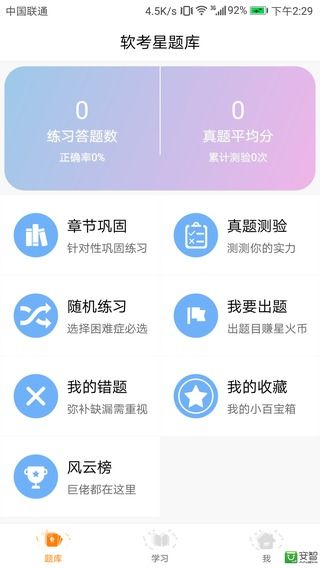 中国联通 4.5K/s 3G 92% 下午2:29
软考星题库
0 0
练习答题数 真题平均分
正确率0% 累计测验0次
章节巩固 真题测验
针对性巩固练习 测测你的实力
随机练习 我要出题
选择困难症必选 出题目赚星火币
我的错题 我的收藏
弥补缺漏需重视 我的小百宝箱
风云榜
巨佬都在这里
题库 学习 我
安智